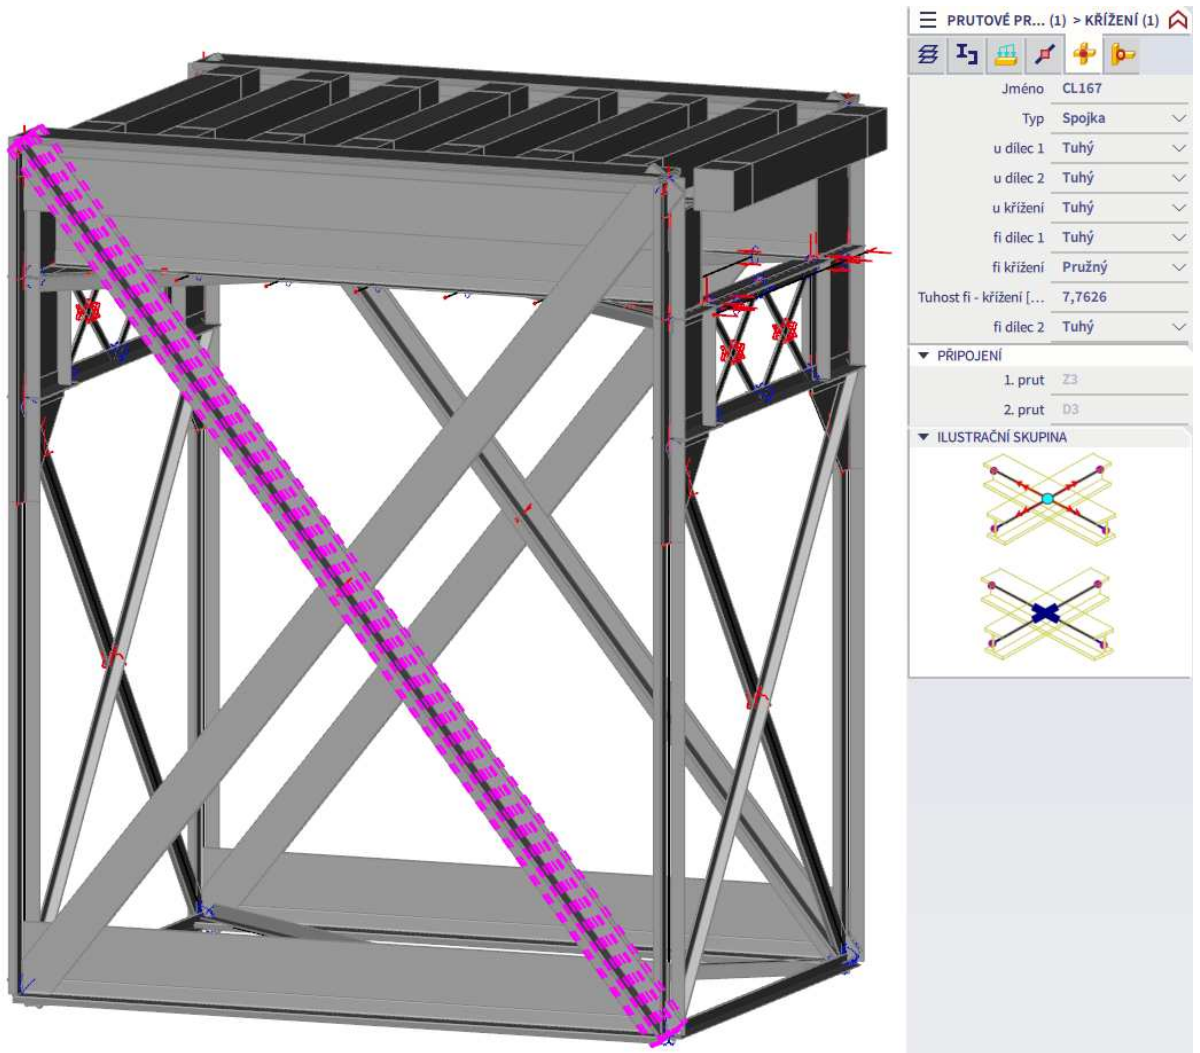 PRUTOVÉ PR... (1) > KŘÍŽENÍ (1)
Jméno CL167
Typ Spojka
u dílec 1 Tuhý
u dílec 2 Tuhý
u křížení Tuhý
fi dílec 1 Tuhý
fi křížení Pružný
Tuhost fi - křížení [... 7,7626
fi dílec 2 Tuhý
PŘIPOJENÍ
1. prut Z3
2. prut D3
ILUSTRAČNÍ SKUPINA